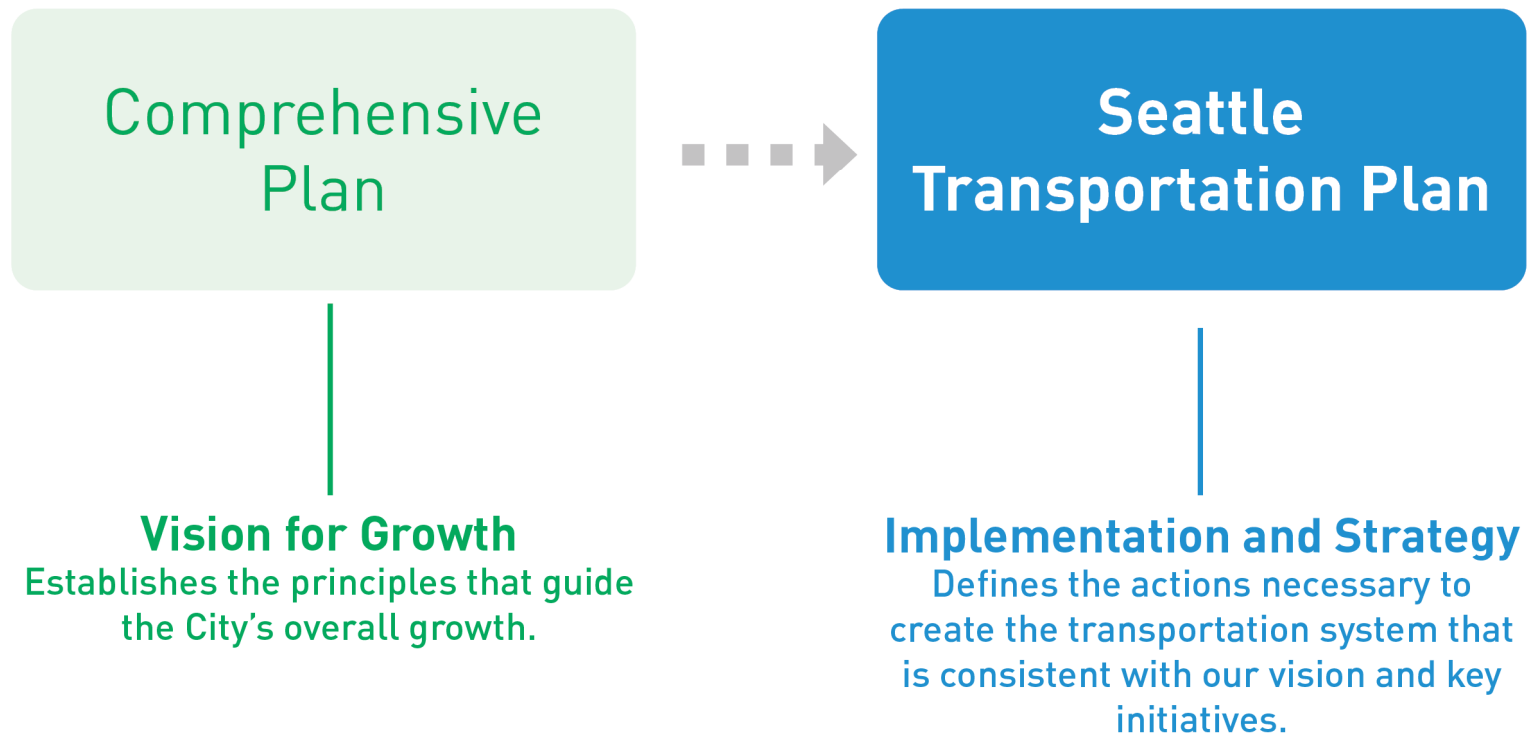 Comprehensive
Plan
Seattle
Transportation Plan
Vision for Growth
Establishes the principles that guide
the City’s overall growth.
Implementation and Strategy
Defines the actions necessary to
create the transportation system that
is consistent with our vision and key
initiatives.